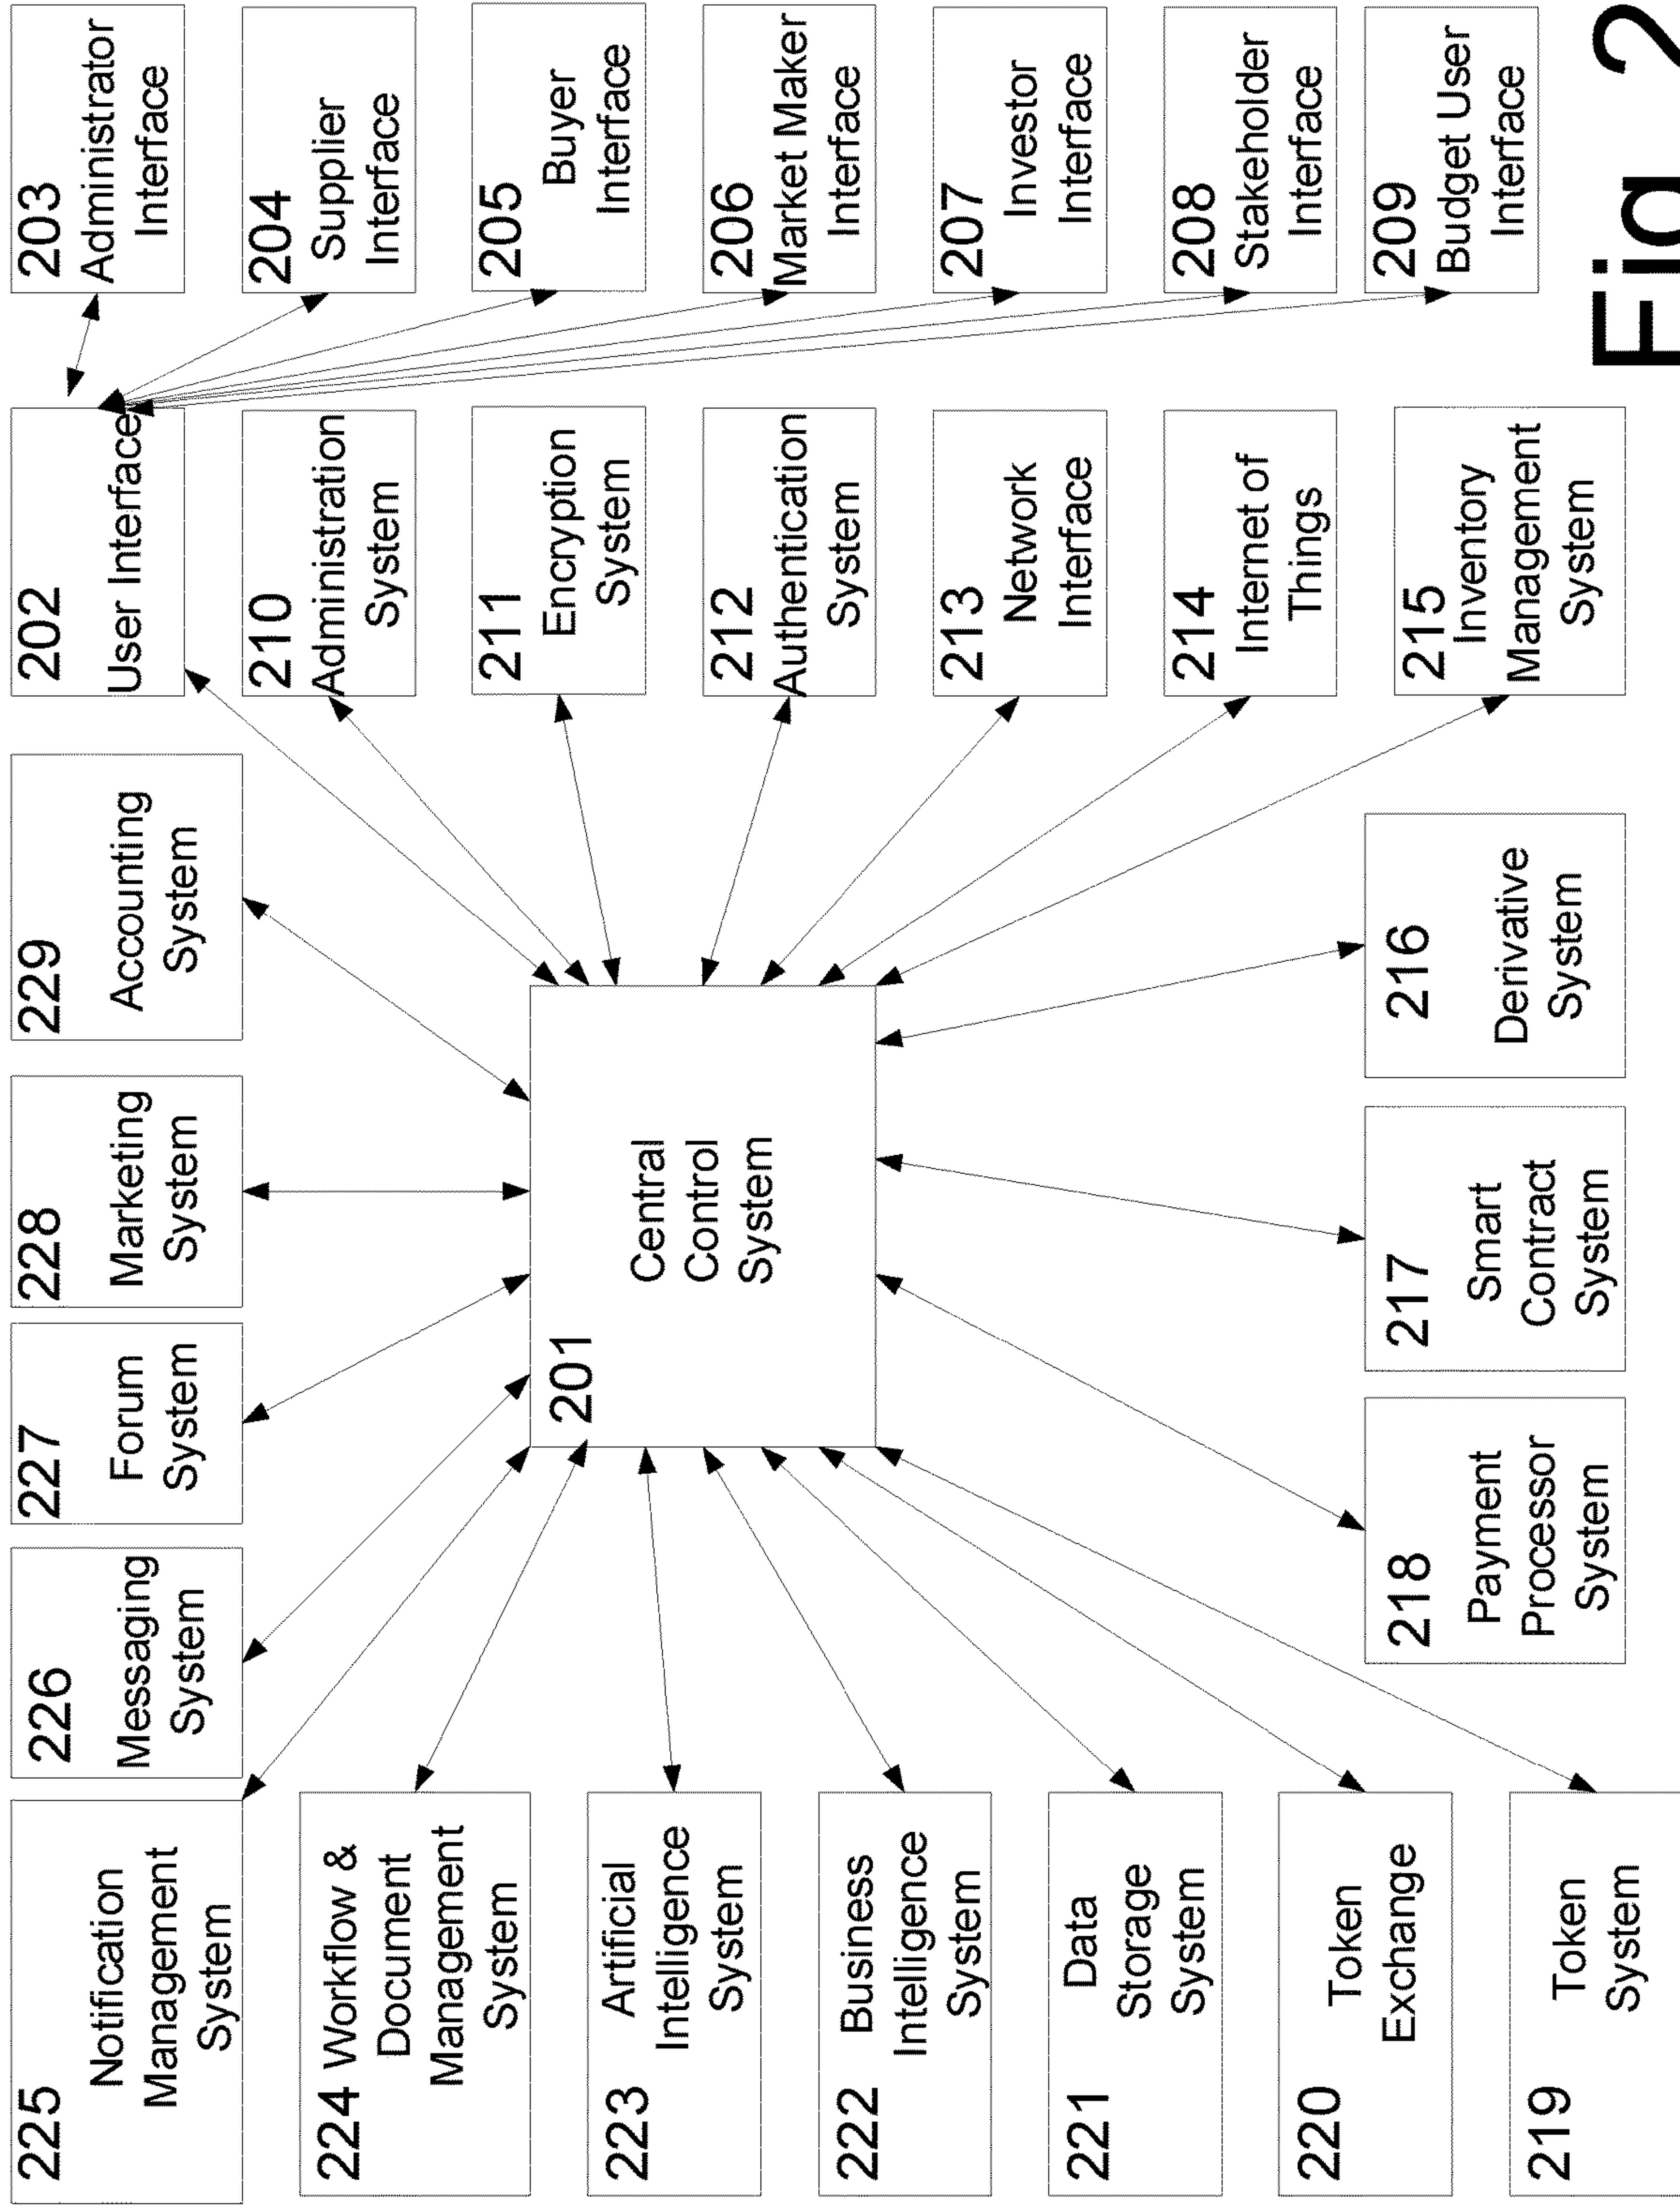 225
Notification
Management
System
226
Messaging
System
227
Forum
System
228
Marketing
System
229
Accounting
System
202
User Interface
203
Administrator
Interface
224 Workflow &
Document
Management
System
210
Administration
System
204
Supplier
Interface
223
Artificial
Intelligence
System
201
Central
Control
System
211
Encryption
System
205
Buyer
Interface
222
Business
Intelligence
System
212
Authentication
System
206
Market Maker
Interface
221
Data
Storage
System
213
Network
Interface
207
Investor
Interface
220
Token
Exchange
214
Internet of
Things
208
Stakeholder
Interface
219
Token
System
218
Payment
Processor
System
217
Smart
Contract
System
216
Derivative
System
215
Inventory
Management
System
209
Budget User
Interface
Fig 2